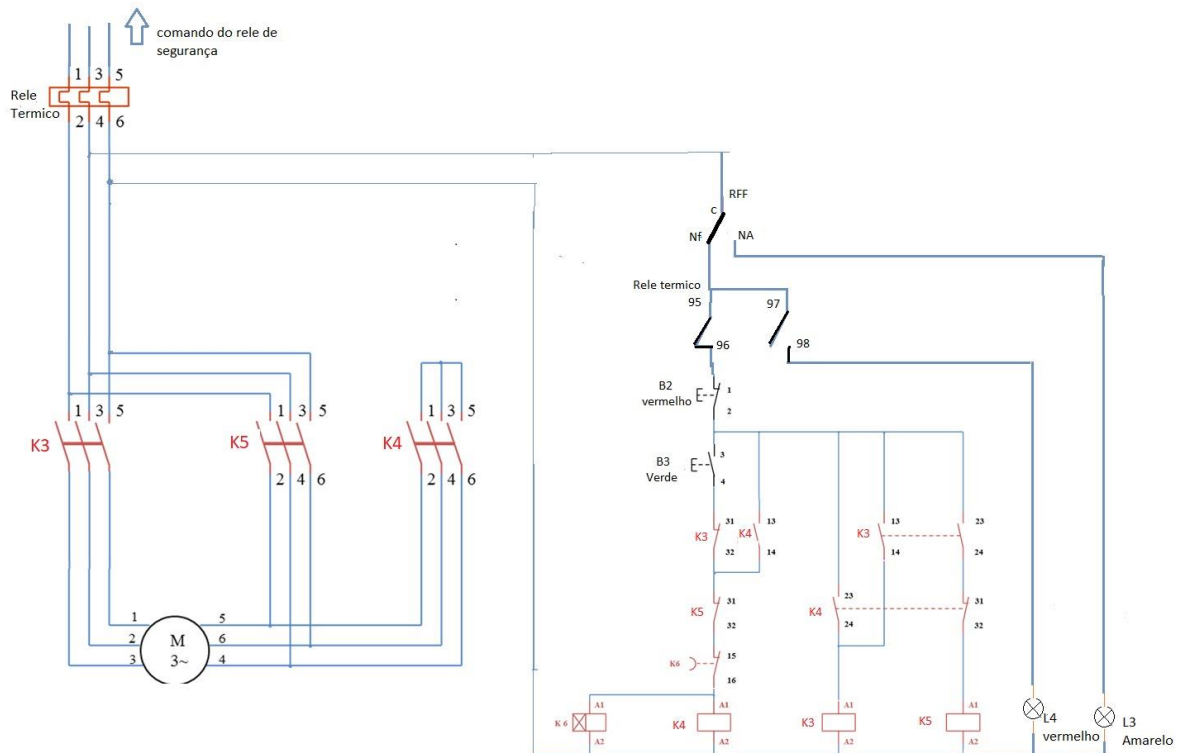 comando do rele de
segurança
1 3 5
Rele
Termico
2 4 6
RFF
c
Nf
NA
Rele termico
95
97
96
98
B2
vermelho
1
2
B3
Verde
3
4
1 3 5
K3
1 3 5
K5
2 4 6
1 3 5
K4
2 4 6
K3
31
32
K4
13
14
K3
13
14
23
24
K5
31
32
K4
23
24
31
32
K6
15
16
1
2
3
M
3~
5
6
4
K 6
A1
A2
K4
A1
A2
K3
A1
A2
K5
A1
A2
L4
vermelho
L3
Amarelo